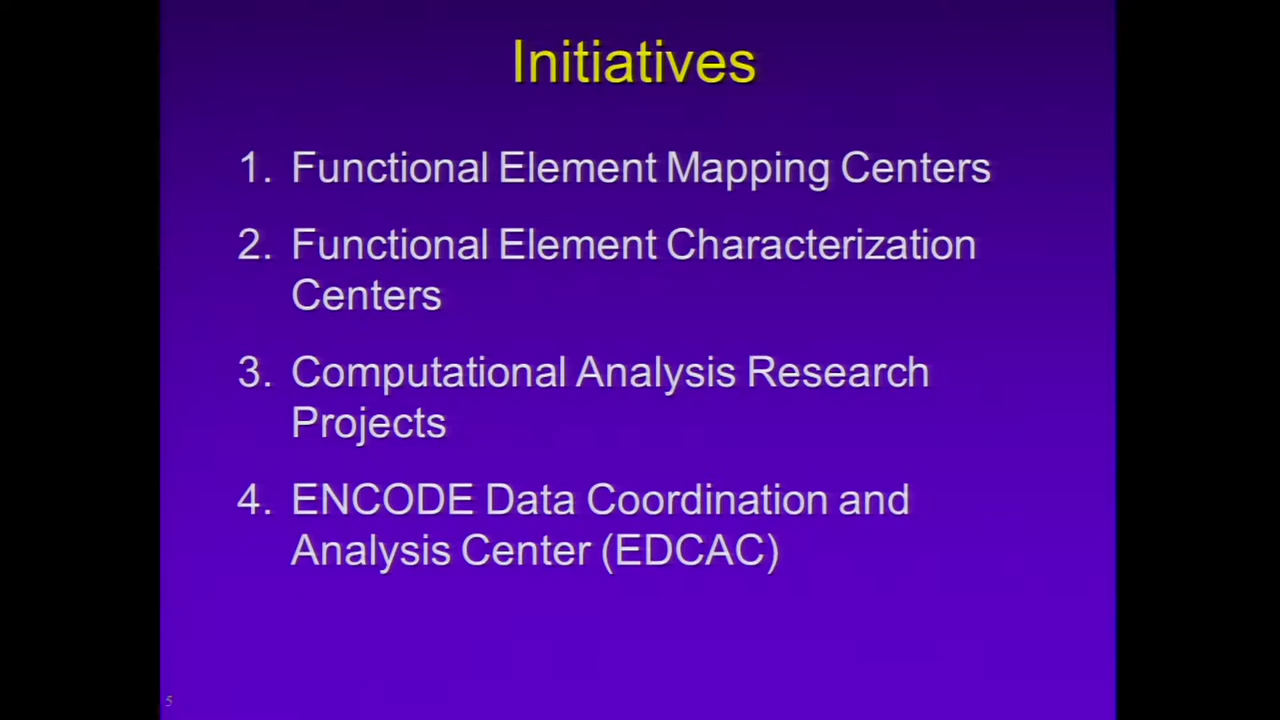 Initiatives
1. Functional Element Mapping Centers
2. Functional Element Characterization
Centers
3. Computational Analysis Research
Projects
4. ENCODE Data Coordination and
Analysis Center (EDCAC)
5